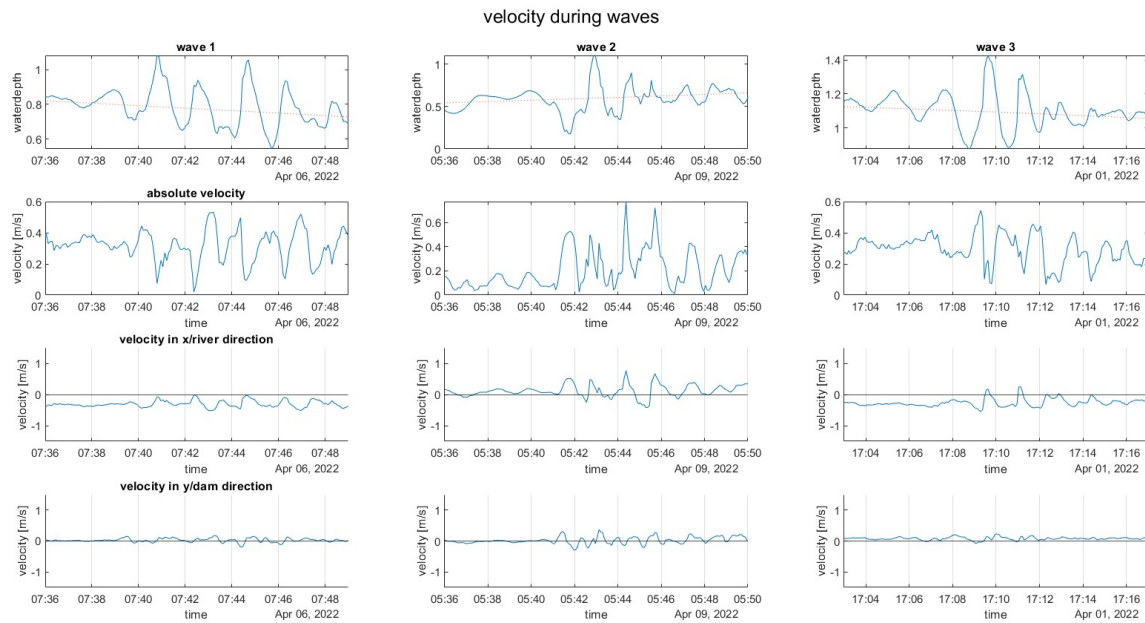 velocity during waves
wave 1
waterdepth
1
0.8
0.6
07:36 07:38 07:40 07:42 07:44 07:46 07:48
Apr 06, 2022
wave 2
waterdepth
1
0.5
0
05:36 05:38 05:40 05:42 05:44 05:46 05:48 05:50
Apr 09, 2022
wave 3
waterdepth
1.4
1.2
1
17:04 17:06 17:08 17:10 17:12 17:14 17:16
Apr 01, 2022
absolute velocity
velocity [m/s]
0.6
0.4
0.2
0
07:36 07:38 07:40 07:42 07:44 07:46 07:48
time Apr 06, 2022
velocity [m/s]
0.6
0.4
0.2
0
05:36 05:38 05:40 05:42 05:44 05:46 05:48 05:50
time Apr 09, 2022
velocity [m/s]
0.6
0.4
0.2
0
17:04 17:06 17:08 17:10 17:12 17:14 17:16
time Apr 01, 2022
velocity in x/river direction
velocity [m/s]
1
0
-1
07:36 07:38 07:40 07:42 07:44 07:46 07:48
time Apr 06, 2022
velocity [m/s]
1
0
-1
05:36 05:38 05:40 05:42 05:44 05:46 05:48 05:50
time Apr 09, 2022
velocity [m/s]
1
0
-1
17:04 17:06 17:08 17:10 17:12 17:14 17:16
time Apr 01, 2022
velocity in y/dam direction
velocity [m/s]
1
0
-1
07:36 07:38 07:40 07:42 07:44 07:46 07:48
time Apr 06, 2022
velocity [m/s]
1
0
-1
05:36 05:38 05:40 05:42 05:44 05:46 05:48 05:50
time Apr 09, 2022
velocity [m/s]
1
0
-1
17:04 17:06 17:08 17:10 17:12 17:14 17:16
time Apr 01, 2022